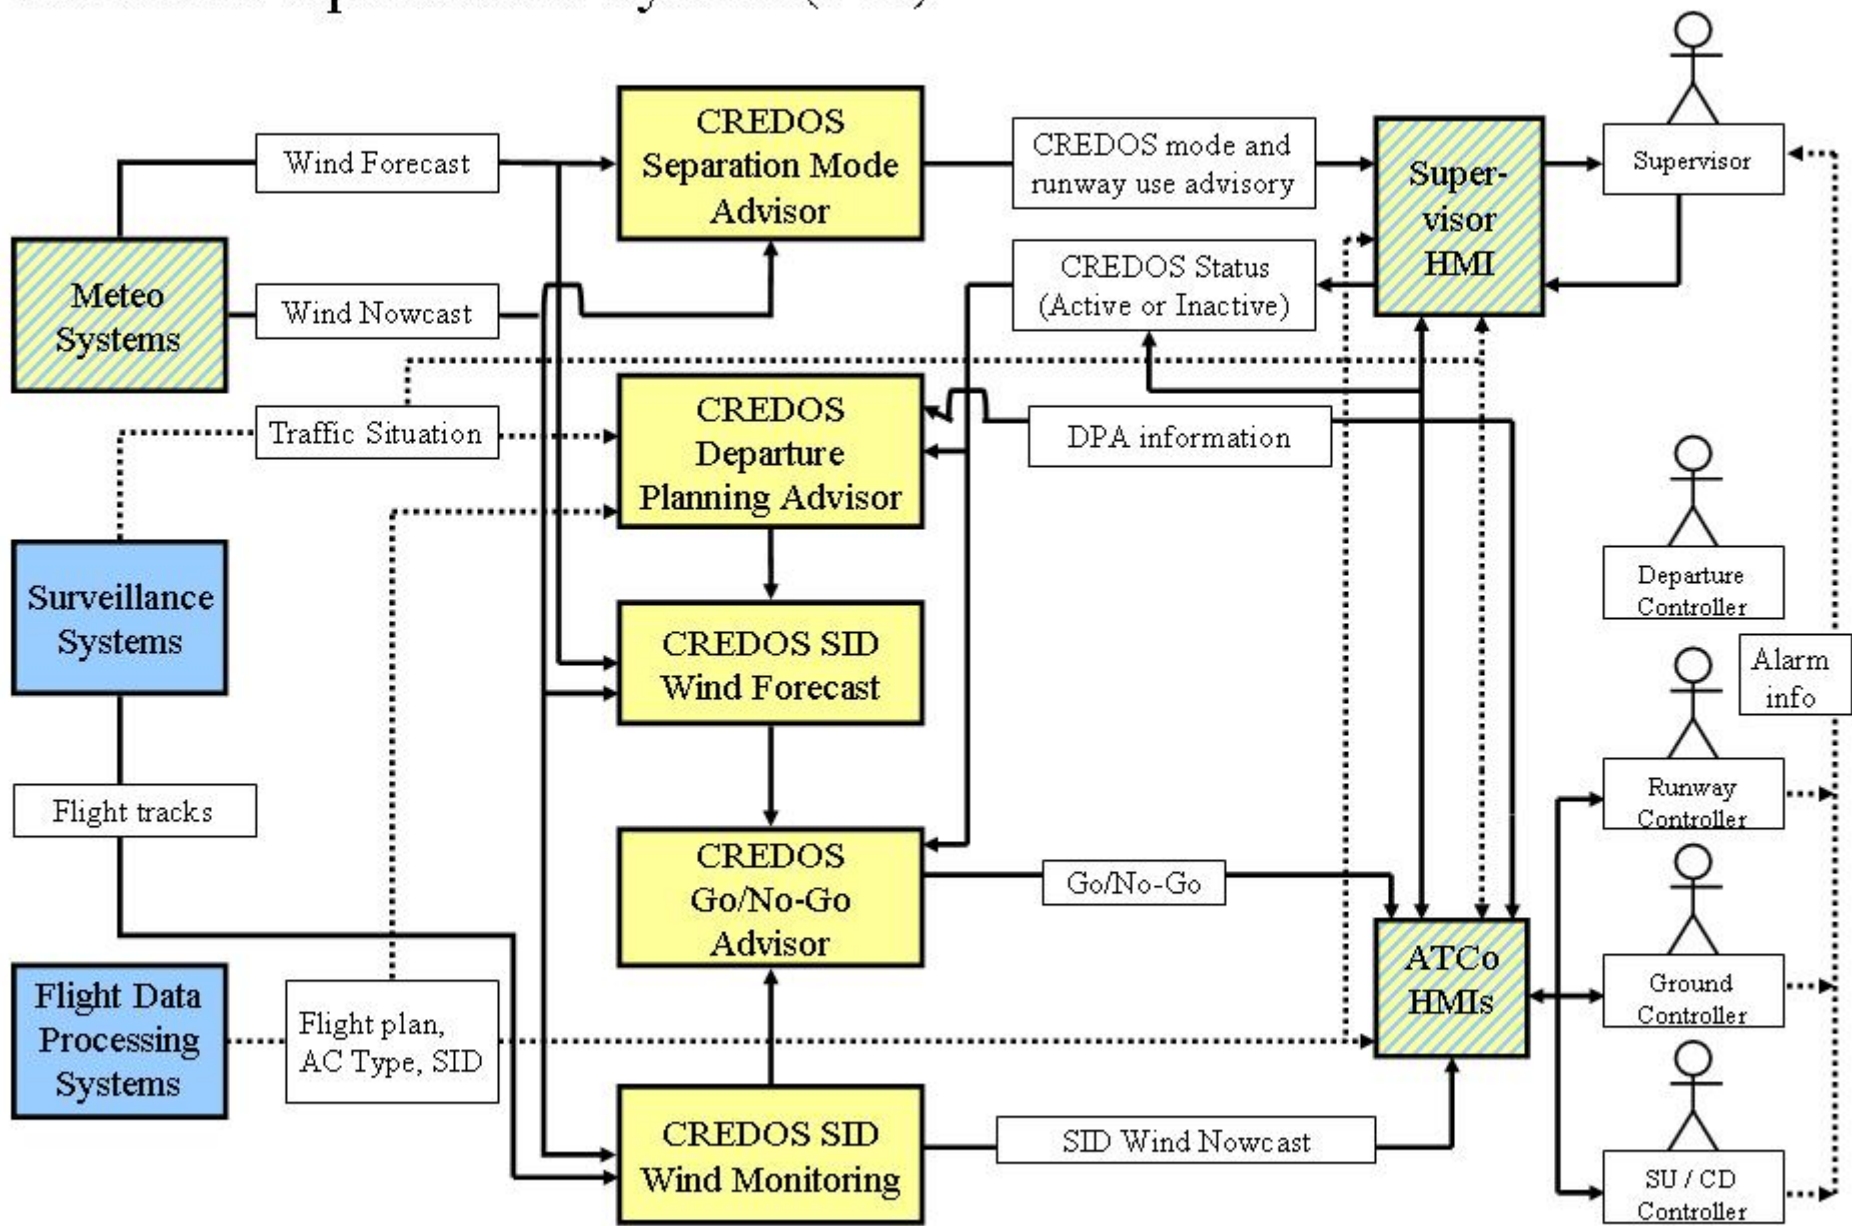 CREDOS
Separation Mode
Advisor
Wind Forecast
CREDOS mode and
runway use advisory
Super-
visor
HMI
Supervisor
Meteo
Systems
Wind Nowcast
CREDOS Status
(Active or Inactive)
Traffic Situation
CREDOS
Departure
Planning Advisor
DPA information
Departure
Controller
Surveillance
Systems
CREDOS SID
Wind Forecast
Alarm
info
Flight tracks
Runway
Controller
CREDOS
Go/No-Go
Advisor
Go/No-Go
ATCo
HMIs
Ground
Controller
Flight Data
Processing
Systems
Flight plan,
AC Type, SID
CREDOS SID
Wind Monitoring
SID Wind Nowcast
SU / CD
Controller